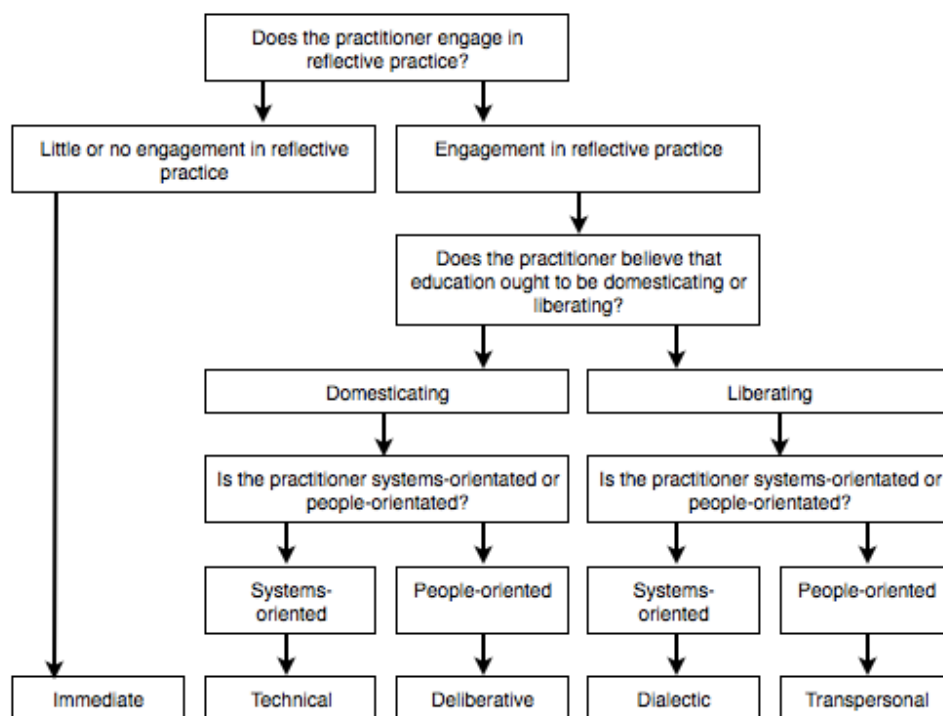 Does the practitioner engage in
reflective practice?
Little or no engagement in reflective
practice
Engagement in reflective practice
Does the practitioner believe that
education ought to be domesticating or
liberating?
Domesticating
Liberating
Is the practitioner systems-orientated or
people-orientated?
Is the practitioner systems-orientated or
people-orientated?
Systems-
oriented
People-oriented
Systems-
oriented
People-oriented
Immediate
Technical
Deliberative
Dialectic
Transpersonal